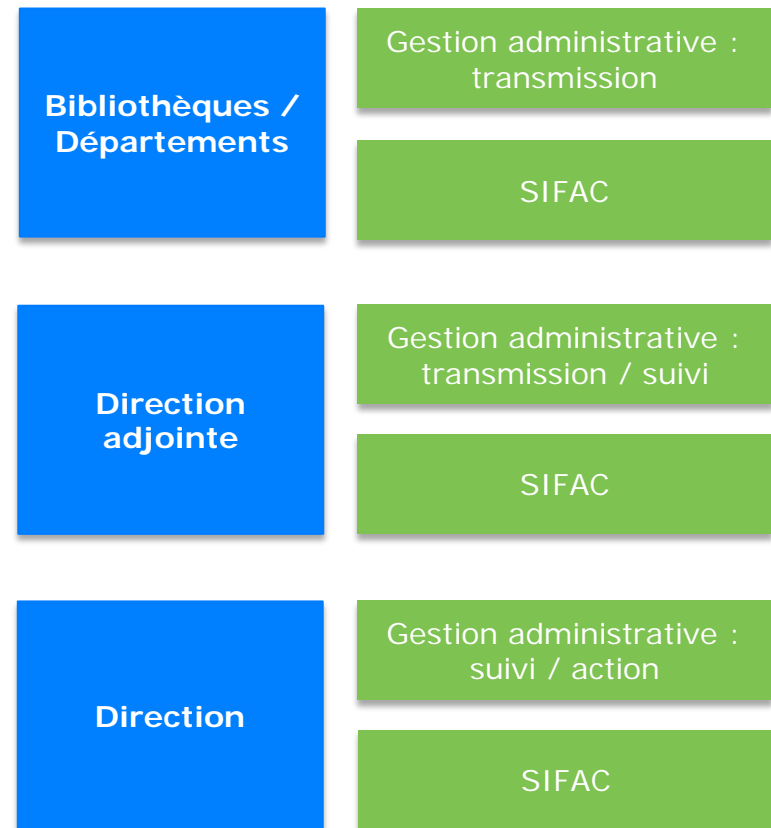 Bibliothèques /
Départements
Gestion administrative :
transmission
SIFAC
Direction
adjointe
Gestion administrative :
transmission / suivi
SIFAC
Direction
Gestion administrative :
suivi / action
SIFAC